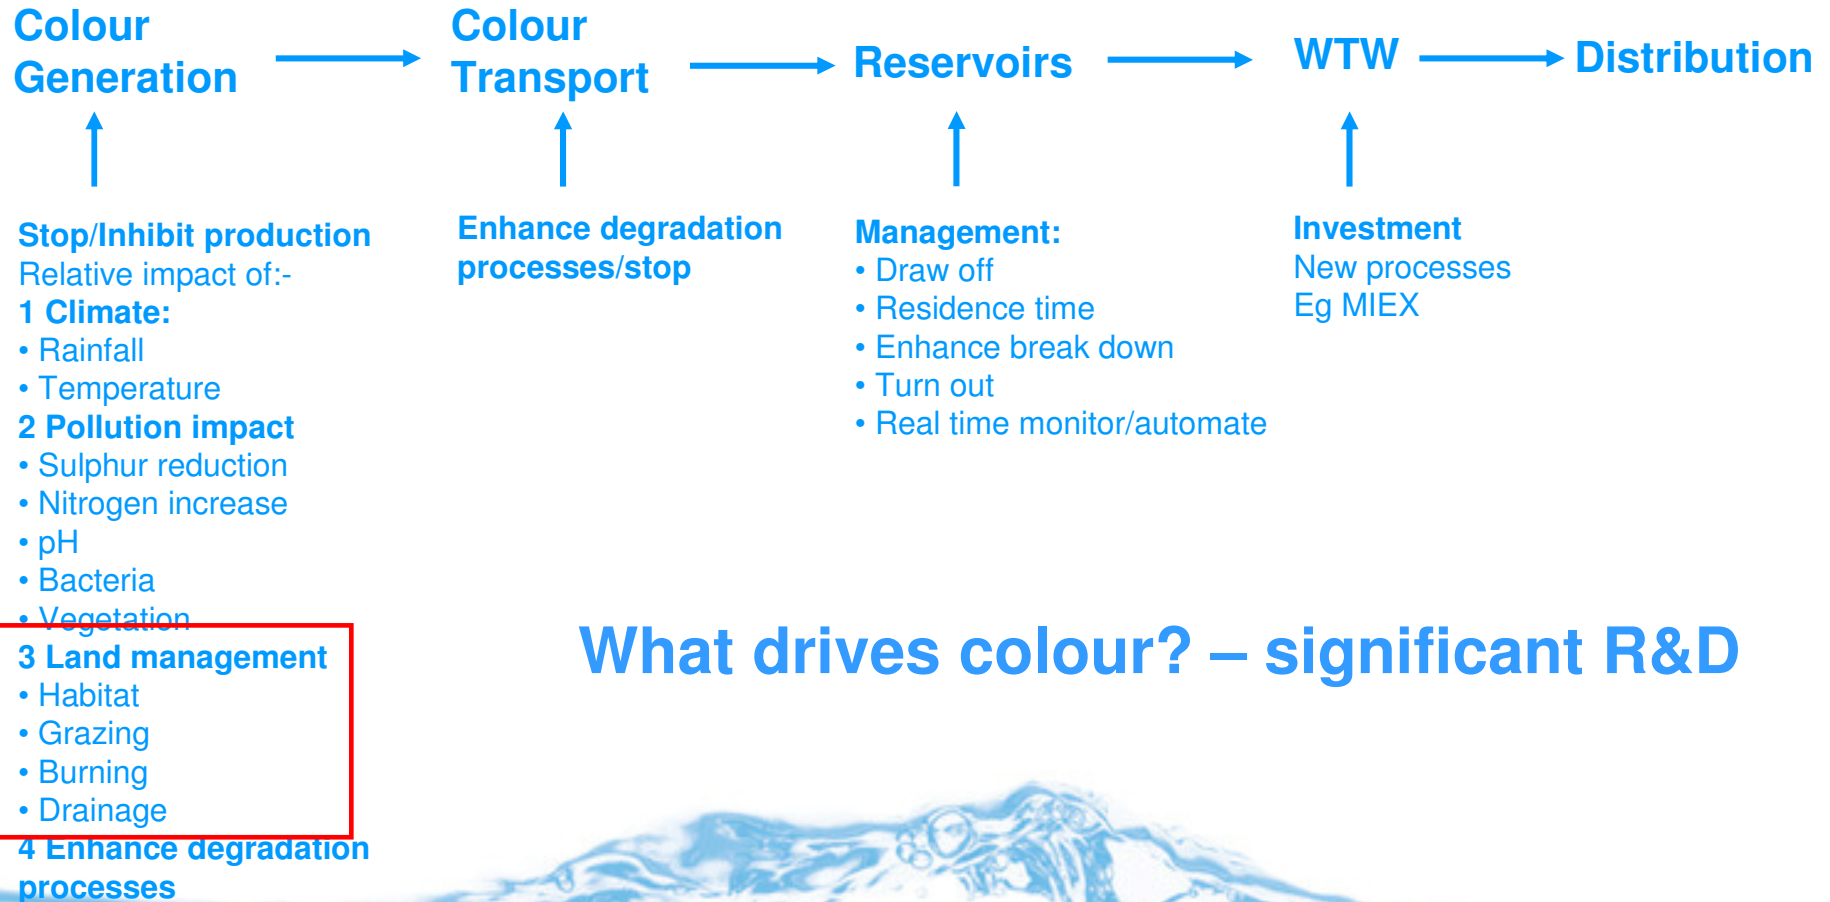 Colour
Generation
Colour
Transport
Reservoirs
WTW
Distribution
Stop/Inhibit production
Relative impact of:-
1 Climate:
• Rainfall
• Temperature
2 Pollution impact
• Sulphur reduction
• Nitrogen increase
• pH
• Bacteria
• Vegetation
3 Land management
• Habitat
• Grazing
• Burning
• Drainage
4 Enhance degradation
processes
Enhance degradation
processes/stop
Management:
• Draw off
• Residence time
• Enhance break down
• Turn out
• Real time monitor/automate
Investment
New processes
Eg MIEX
What drives colour? – significant R&D